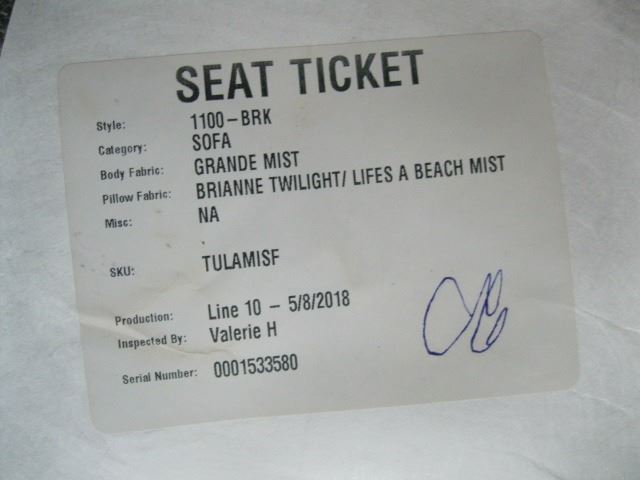 SEAT TICKET
Style: 1100-BRK
Category: SOFA
Body Fabric: GRANDE MIST
Pillow Fabric: BRIANNE TWILIGHT/ LIFES A BEACH MIST
Misc: NA
SKU: TULAMISF
Production: Line 10 - 5/8/2018
Inspected By: Valerie H
Serial Number: 0001533580